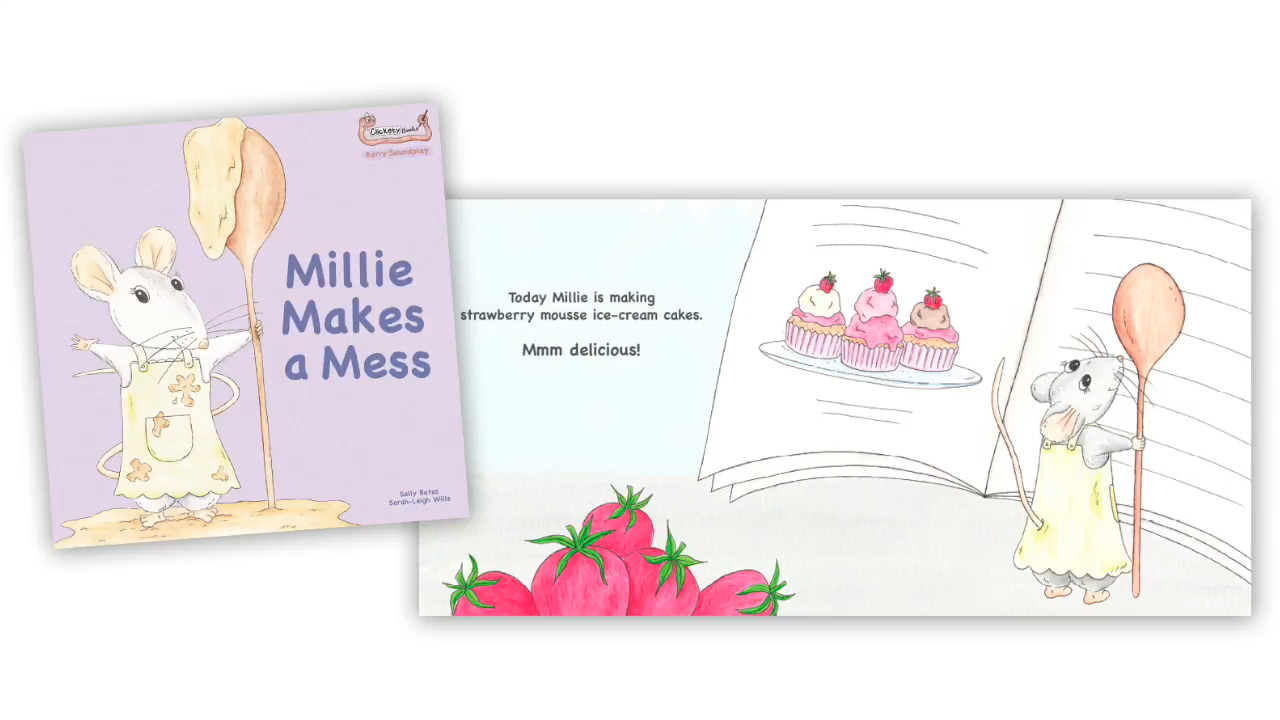 Clickety Books
Early Soundplay
Millie
Makes
a Mess
Sally Bates
Sarah-Leigh Wills
Today Millie is making
strawberry mousse ice-cream cakes.
Mmm delicious!